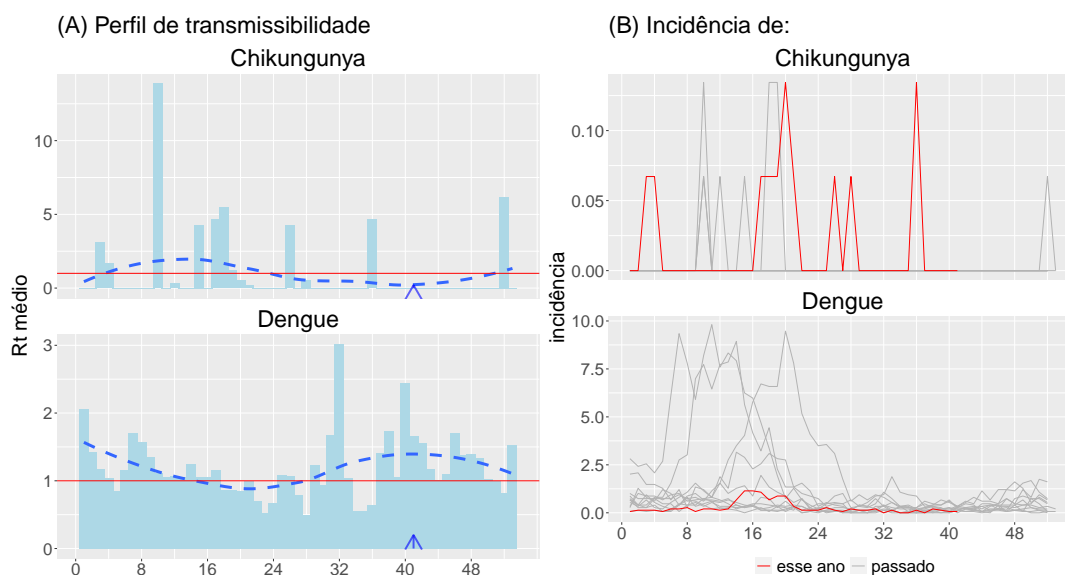 (A) Perfil de transmissibilidade
Chikungunya
10
5
0
Dengue
3
2
1
0
0 8 16 24 32 40 48
Rt médio
(B) Incidência de:
Chikungunya
0.10
0.05
0.00
Dengue
10.0
7.5
5.0
2.5
0.0
0 8 16 24 32 40 48
incidência
esse ano passado